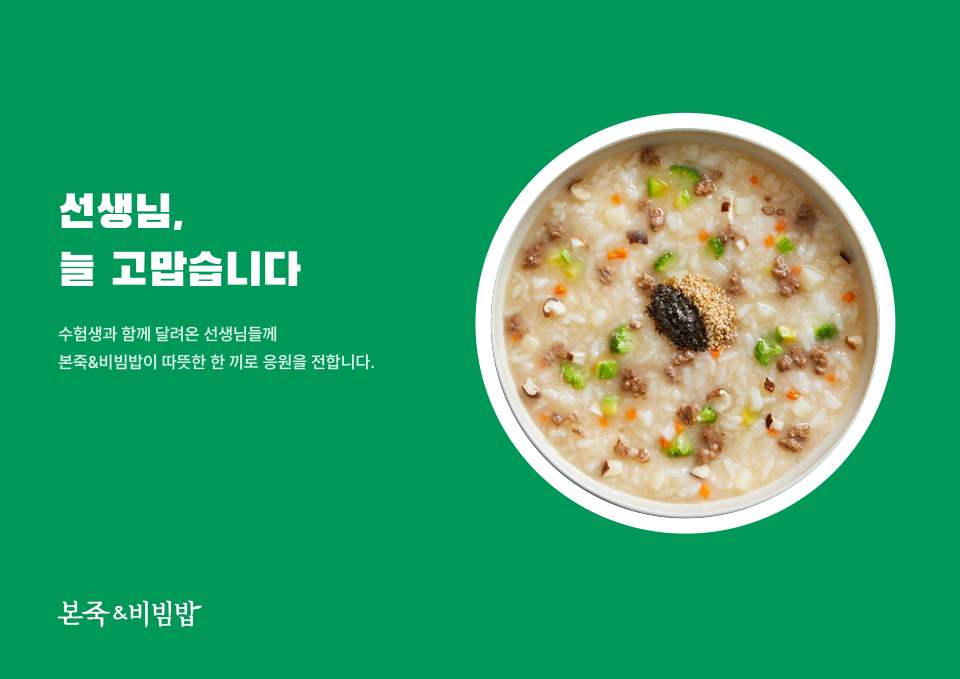 선생님,
늘 고맙습니다
수험생과 함께 달려온 선생님들께
본죽&비빔밥이 따뜻한 한 끼로 응원을 전합니다.
본죽&비빔밥